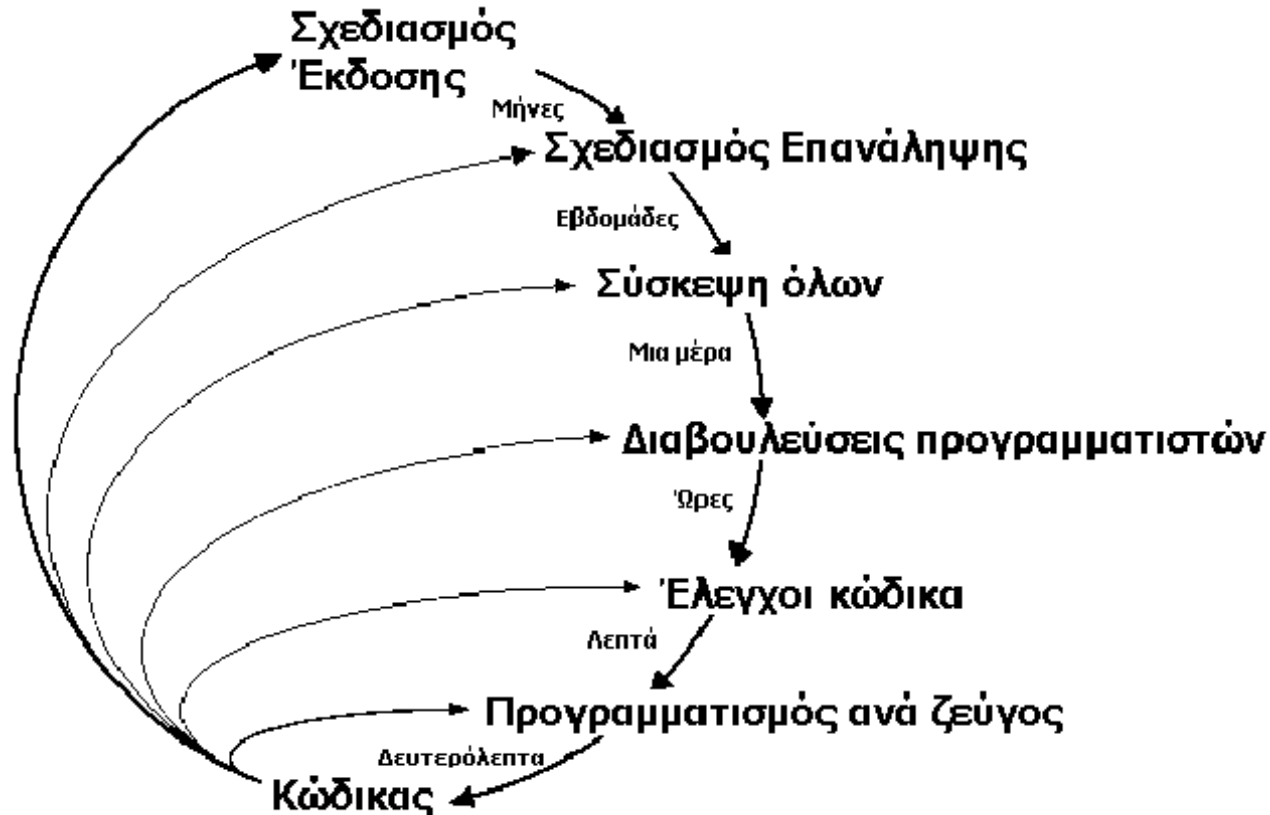 Σχεδιασμός
Έκδοσης
Μήνες
Σχεδιασμός Επανάληψης
Εβδομάδες
Σύσκεψη όλων
Μια μέρα
Διαβουλεύσεις προγραμματιστών
Ώρες
Έλεγχοι κώδικα
Λεπτά
Προγραμματισμός ανά ζεύγος
Δευτερόλεπτα
Κώδικας